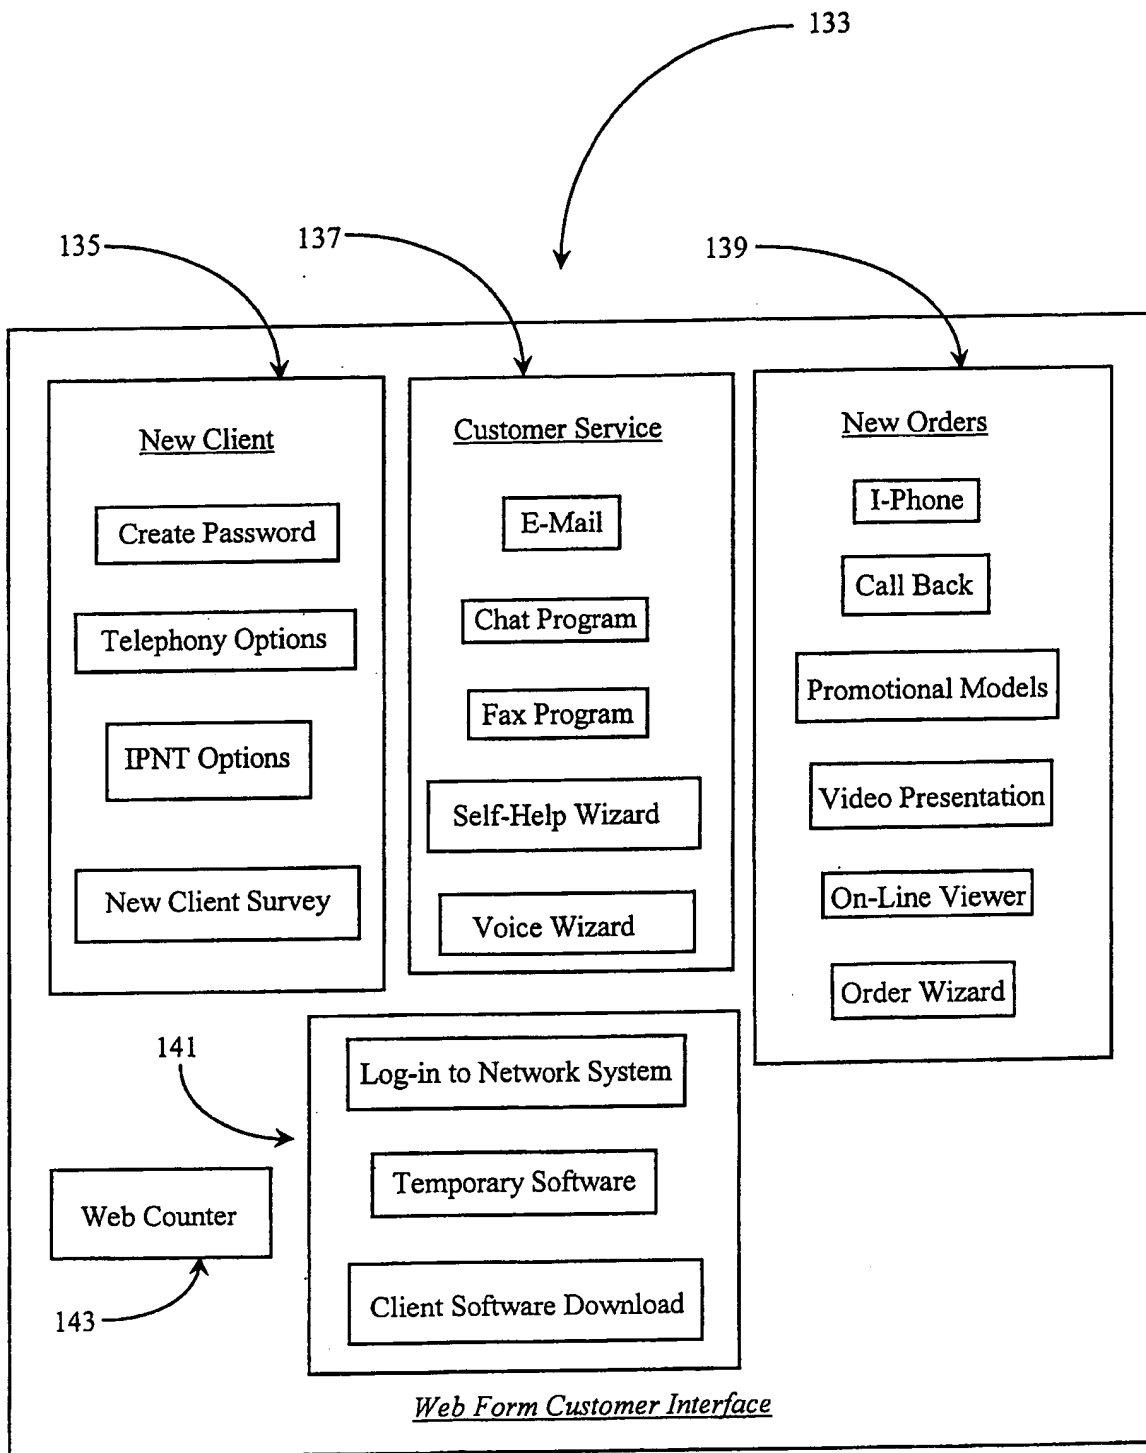 133
135
137
139
New Client
Create Password
Telephony Options
IPNT Options
New Client Survey
Customer Service
E-Mail
Chat Program
Fax Program
Self-Help Wizard
Voice Wizard
New Orders
I-Phone
Call Back
Promotional Models
Video Presentation
On-Line Viewer
Order Wizard
141
Log-in to Network System
Temporary Software
Client Software Download
Web Counter
143
Web Form Customer Interface